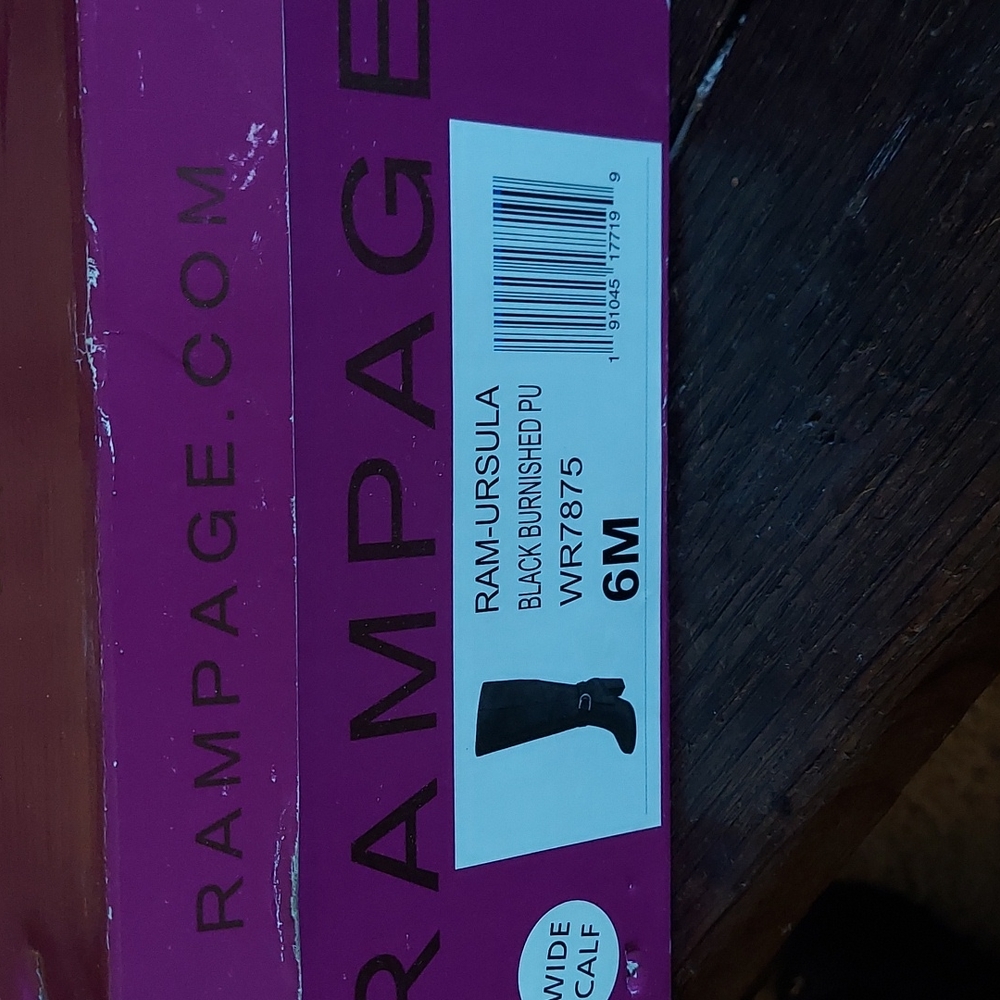 RAMPAGE.COM
RAMPAGE
RAM-URSULA
BLACK BURNISHED PU
WR7875
6M
1 91045 17719 9
WIDE
CALF